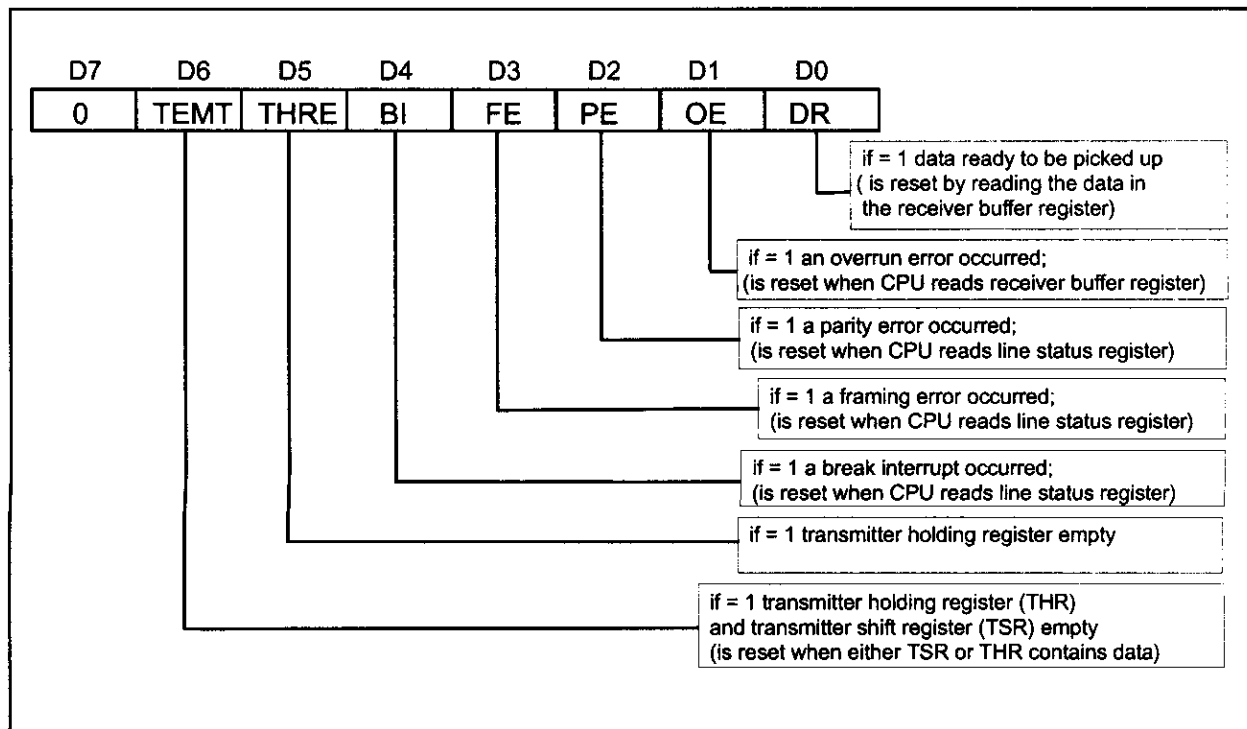 D7 D6 D5 D4 D3 D2 D1 D0
0 TEMT THRE BI FE PE OE DR
if = 1 data ready to be picked up
( is reset by reading the data in
the receiver buffer register)
if = 1 an overrun error occurred;
(is reset when CPU reads receiver buffer register)
if = 1 a parity error occurred;
(is reset when CPU reads line status register)
if = 1 a framing error occurred;
(is reset when CPU reads line status register)
if = 1 a break interrupt occurred;
(is reset when CPU reads line status register)
if = 1 transmitter holding register empty
if = 1 transmitter holding register (THR)
and transmitter shift register (TSR) empty
(is reset when either TSR or THR contains data)